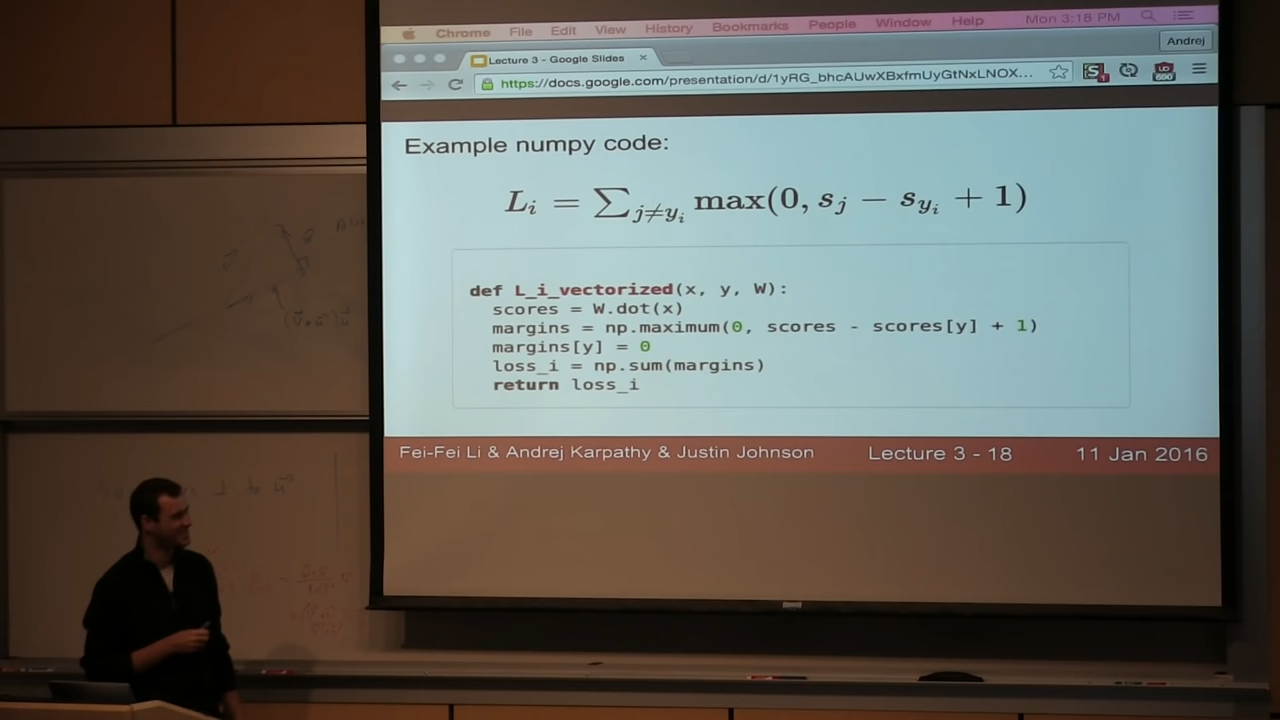 Chrome File Edit View History Bookmarks People Window Help Mon 3:18 PM
Lecture 3 - Google Slides ×
Andrej
https://docs.google.com/presentation/d/1yRG_bhcAUwXBxfmUyGtNxLNOX...
Example numpy code:
L_i = ∑_{j≠y_i} max(0, s_j − s_{y_i} + 1)
def L_i_vectorized(x, y, W):
scores = W.dot(x)
margins = np.maximum(0, scores - scores[y] + 1)
margins[y] = 0
loss_i = np.sum(margins)
return loss_i
Fei-Fei Li & Andrej Karpathy & Justin Johnson Lecture 3 - 18 11 Jan 2016